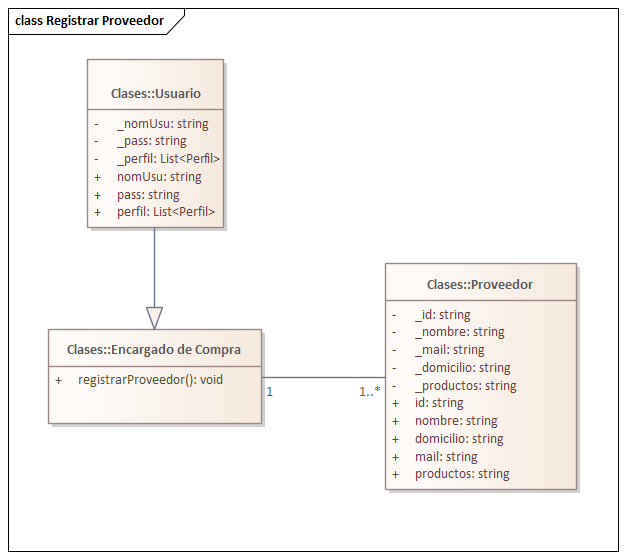 class Registrar Proveedor
Clases::Usuario
- _nomUsu: string
- _pass: string
- _perfil: List<Perfil>
+ nomUsu: string
+ pass: string
+ perfil: List<Perfil>
Clases::Encargado de Compra
+ registrarProveedor(): void
1
1..*
Clases::Proveedor
- _id: string
- _nombre: string
- _mail: string
- _domicilio: string
- _productos: string
+ id: string
+ nombre: string
+ domicilio: string
+ mail: string
+ productos: string